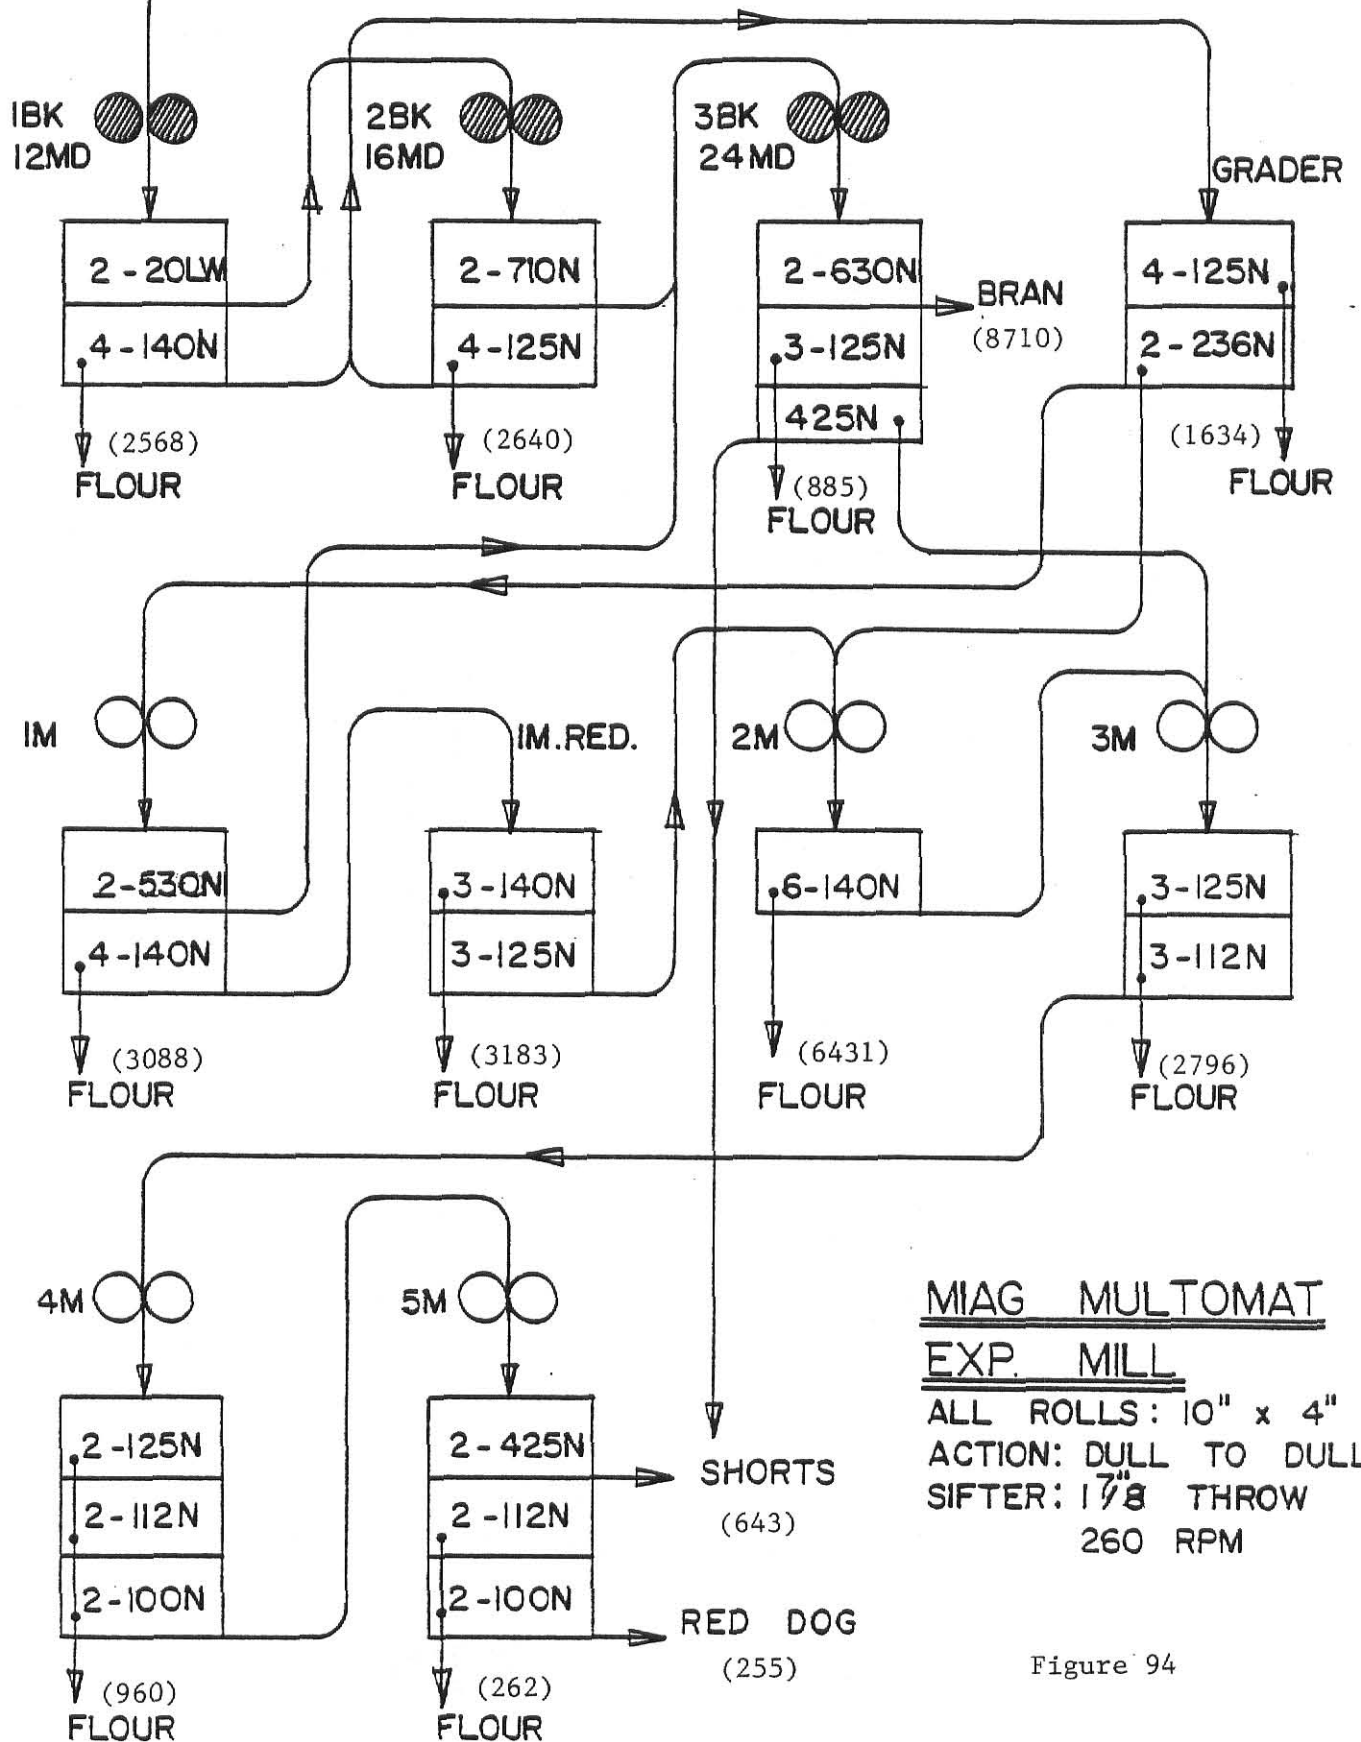 1BK
12MD
2BK
16MD
3BK
24MD
GRADER
2-20LW
4-140N
2-710N
4-125N
2-630N
3-125N
425N
BRAN
(8710)
4-125N
2-236N
(2568)
FLOUR
(2640)
FLOUR
(885)
FLOUR
(1634)
FLOUR
1M
1M.RED.
2M
3M
2-530N
4-140N
3-140N
3-125N
6-140N
3-125N
3-112N
(3088)
FLOUR
(3183)
FLOUR
(6431)
FLOUR
(2796)
FLOUR
4M
5M
2-125N
2-112N
2-100N
2-425N
2-112N
2-100N
SHORTS
(643)
RED DOG
(255)
(960)
FLOUR
(262)
FLOUR
MIAG MULTOMAT
EXP. MILL
ALL ROLLS: 10" x 4"
ACTION: DULL TO DULL
SIFTER: 1 7/8" THROW
260 RPM
Figure 94